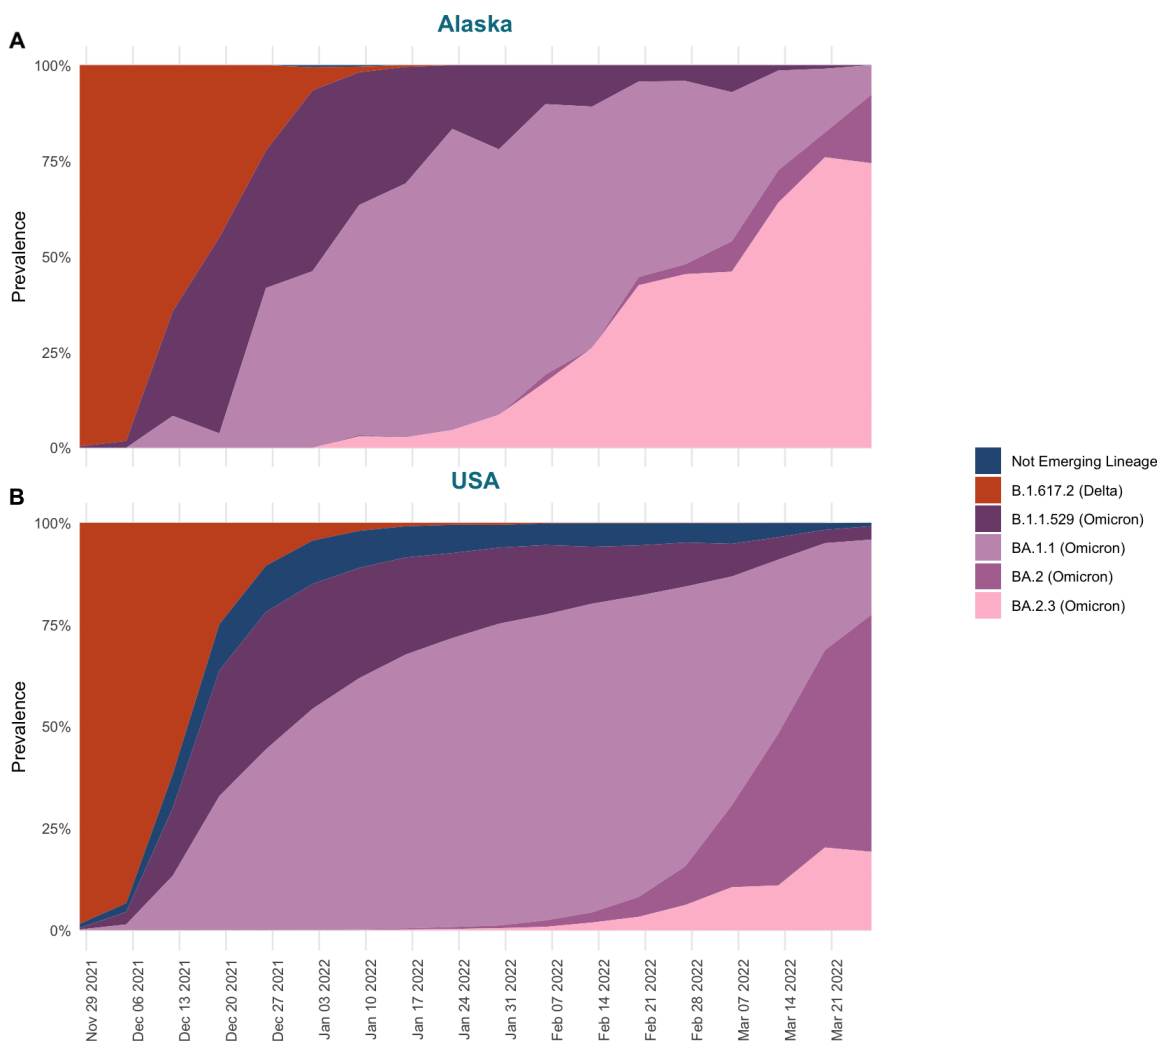 Alaska
A
100%
75%
50%
25%
0%
Prevalence
USA
B
100%
75%
50%
25%
0%
Prevalence
Nov 29 2021
Dec 06 2021
Dec 13 2021
Dec 20 2021
Dec 27 2021
Jan 03 2022
Jan 10 2022
Jan 17 2022
Jan 24 2022
Jan 31 2022
Feb 07 2022
Feb 14 2022
Feb 21 2022
Feb 28 2022
Mar 07 2022
Mar 14 2022
Mar 21 2022
Not Emerging Lineage
B.1.617.2 (Delta)
B.1.1.529 (Omicron)
BA.1.1 (Omicron)
BA.2 (Omicron)
BA.2.3 (Omicron)